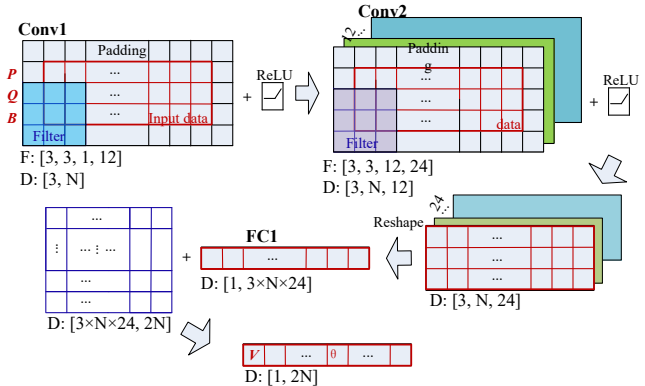 Conv1
Conv2
Padding
P
...
Q
...
B
...
Input data
Filter
+
ReLU
F: [3, 3, 1, 12]
D: [3, N]
12...
Paddin
g
...
...
...
data
Filter
+
ReLU
F: [3, 3, 12, 24]
D: [3, N, 12]
24...
Reshape
...
...
...
D: [3, N, 24]
FC1
...
D: [1, 3×N×24]
+
...
⋮ ...⋮...
...
...
D: [3×N×24, 2N]
V ... θ ...
D: [1, 2N]